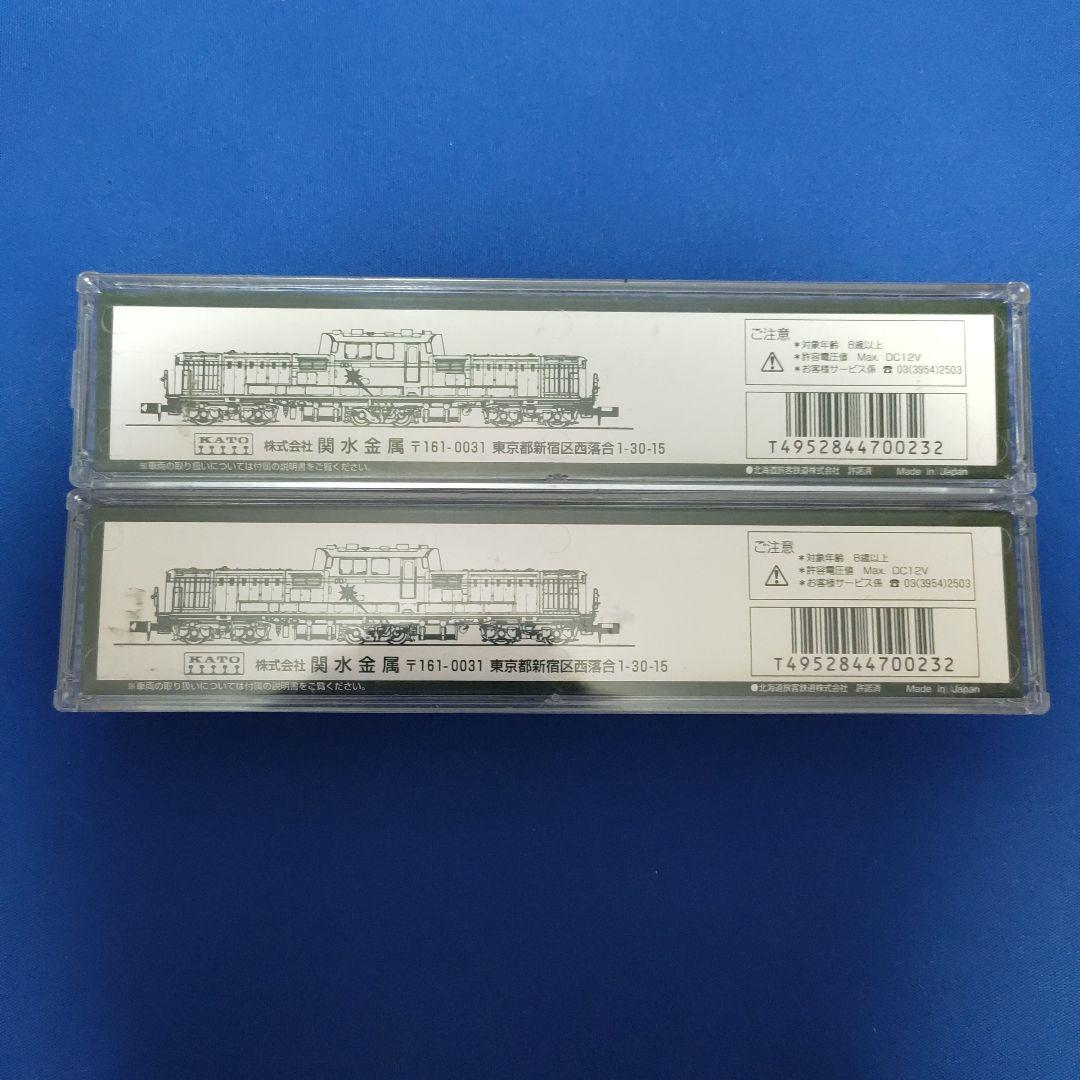 ご注意
*対象年齢 8歳以上
*許容電圧値 Max. DC12V
*お客様サービス係 ☎ 03(3954)2503
T4952844700232
KATO 株式会社 関水金属 〒161-0031 東京都新宿区西落合1-30-15
※車両の取り扱いについては付属の説明書をご覧ください。
●北海道旅客鉄道株式会社 許諾済 Made in Japan
ご注意
*対象年齢 8歳以上
*許容電圧値 Max. DC12V
*お客様サービス係 ☎ 03(3954)2503
T4952844700232
KATO 株式会社 関水金属 〒161-0031 東京都新宿区西落合1-30-15
※車両の取り扱いについては付属の説明書をご覧ください。
●北海道旅客鉄道株式会社 許諾済 Made in Japan